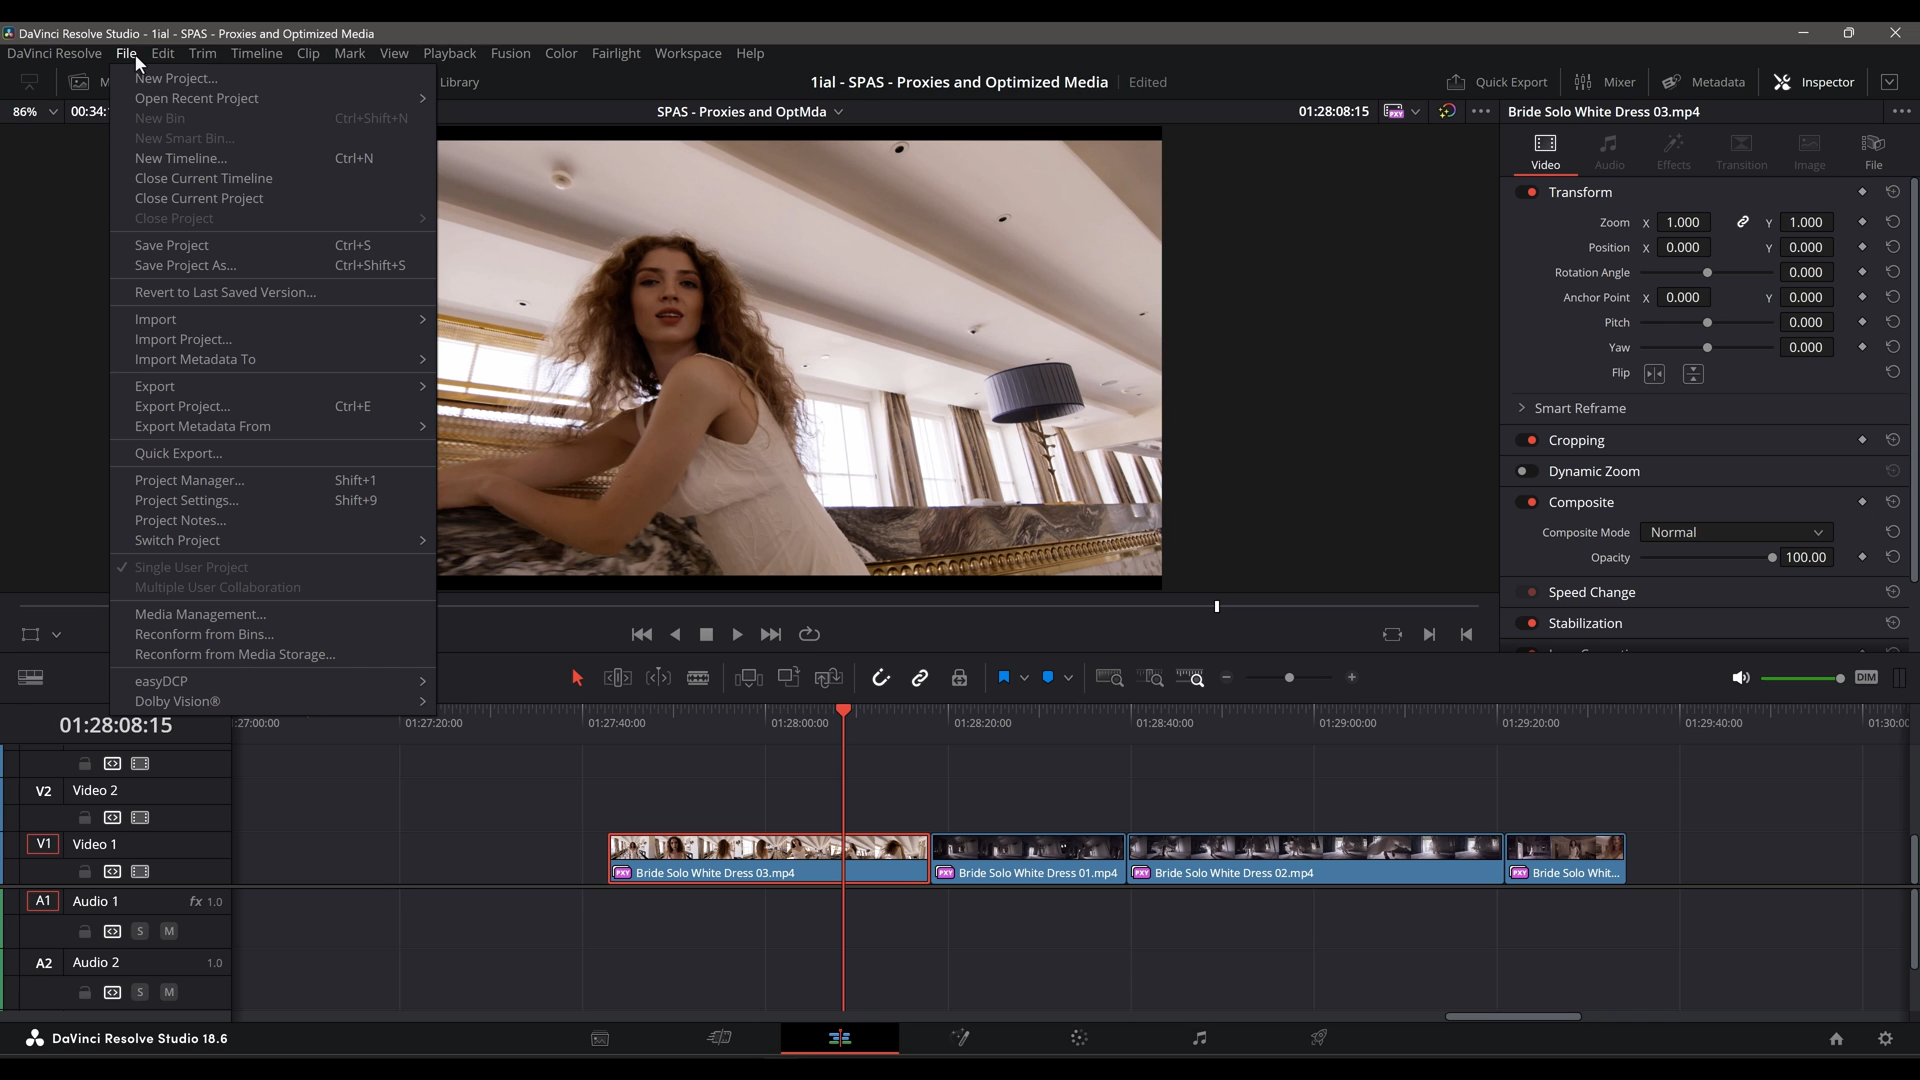 DaVinci Resolve Studio - 1ial - SPAS - Proxies and Optimized Media
DaVinci Resolve File Edit Trim Timeline Clip Mark View Playback Fusion Color Fairlight Workspace Help
M Library 1ial - SPAS - Proxies and Optimized Media Edited Quick Export Mixer Metadata Inspector
86% 00:34: SPAS - Proxies and OptMda 01:28:08:15 PXY Bride Solo White Dress 03.mp4
New Project...
Open Recent Project
New Bin Ctrl+Shift+N
New Smart Bin...
New Timeline... Ctrl+N
Close Current Timeline
Close Current Project
Close Project
Save Project Ctrl+S
Save Project As... Ctrl+Shift+S
Revert to Last Saved Version...
Import
Import Project...
Import Metadata To
Export
Export Project... Ctrl+E
Export Metadata From
Quick Export...
Project Manager... Shift+1
Project Settings... Shift+9
Project Notes...
Switch Project
Single User Project
Multiple User Collaboration
Media Management...
Reconform from Bins...
Reconform from Media Storage...
easyDCP
Dolby Vision®
Video Audio Effects Transition Image File
Transform
Zoom X 1.000 Y 1.000
Position X 0.000 Y 0.000
Rotation Angle 0.000
Anchor Point X 0.000 Y 0.000
Pitch 0.000
Yaw 0.000
Flip
Smart Reframe
Cropping
Dynamic Zoom
Composite
Composite Mode Normal
Opacity 100.00
Speed Change
Stabilization
DIM
01:28:08:15 :27:00:00 01:27:20:00 01:27:40:00 01:28:00:00 01:28:20:00 01:28:40:00 01:29:00:00 01:29:20:00 01:29:40:00 01:30:00
V2 Video 2
V1 Video 1
PXY Bride Solo White Dress 03.mp4 PXY Bride Solo White Dress 01.mp4 PXY Bride Solo White Dress 02.mp4 PXY Bride Solo Whit...
A1 Audio 1 fx 1.0
S M
A2 Audio 2 1.0
S M
DaVinci Resolve Studio 18.6